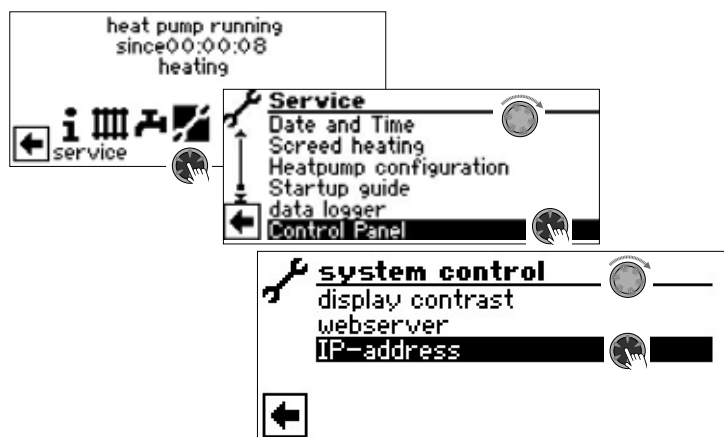 heat pump running
since00:00:08
heating
service
Service
Date and Time
Screed heating
Heatpump configuration
Startup guide
data logger
Control Panel
system control
display contrast
webserver
IP-address